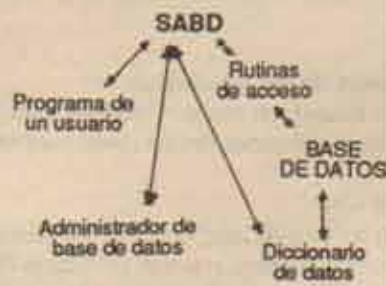 SABD
Rutinas
de acceso
Programa de
un usuario
BASE
DE DATOS
Administrador de
base de datos
Diccionario
de datos